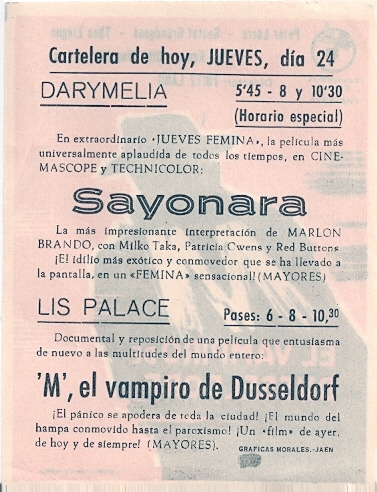 Cartelera de hoy, JUEVES, día 24
DARYMELIA
5'45 - 8 y 10'30
(Horario especial)
En extraordinario «JUEVES FEMINA», la película más
universalmente aplaudida de todos los tiempos, en CINE-
MASCOPE y TECHNICOLOR:
Sayonara
La más impresionante interpretación de MARLON
BRANDO, con Milko Taka, Patricia Owens y Red Buttons
¡El idilio más exótico y conmovedor que se ha llevado a
la pantalla, en un «FEMINA» sensacional! (MAYORES)
LIS PALACE
Pases: 6 - 8 - 10,30
Documental y reposición de una película que entusiasma
de nuevo a las multitudes del mundo entero:
'M', el vampiro de Dusseldorf
¡El pánico se apodera de toda la ciudad! ¡El mundo del
hampa conmovido hasta el paroxismo! ¡Un «film» de ayer,
de hoy y de siempre! (MAYORES).
GRAFICAS MORALES.-JAEN